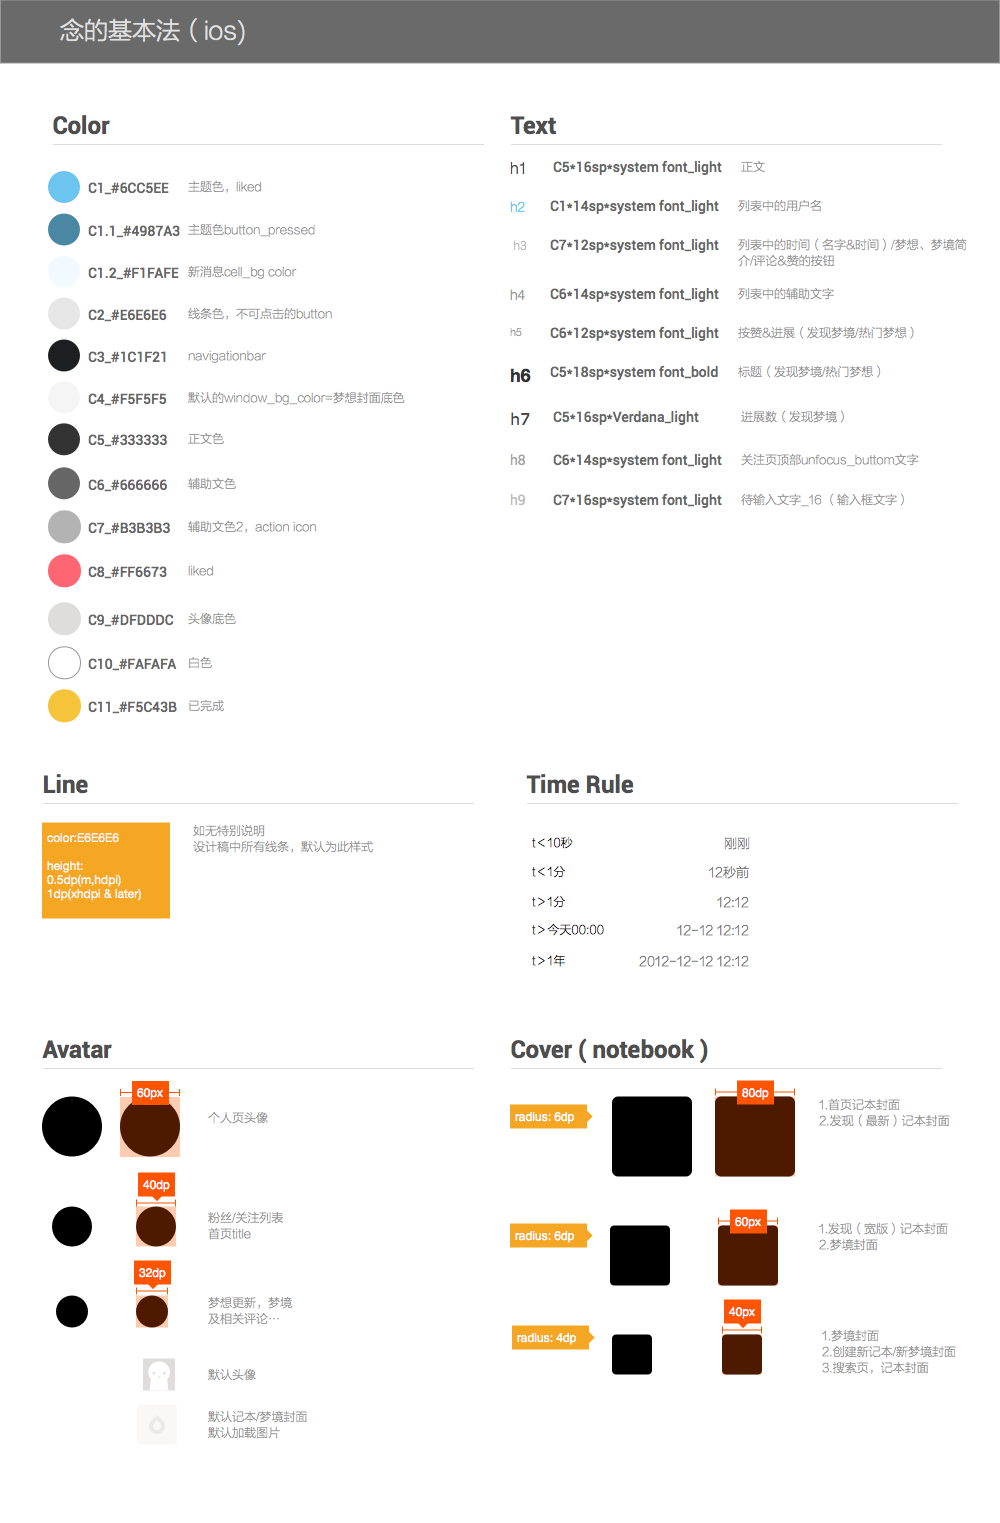 念的基本法（ios）
Color
C1_#6CC5EE 主题色，liked
C1.1_#4987A3 主题色button_pressed
C1.2_#F1FAFE 新消息cell_bg color
C2_#E6E6E6 线条色，不可点击的button
C3_#1C1F21 navigationbar
C4_#F5F5F5 默认的window_bg_color=梦想封面底色
C5_#333333 正文色
C6_#666666 辅助文色
C7_#B3B3B3 辅助文色2，action icon
C8_#FF6673 liked
C9_#DFDDDC 头像底色
C10_#FAFAFA 白色
C11_#F5C43B 已完成
Text
h1 C5*16sp*system font_light 正文
h2 C1*14sp*system font_light 列表中的用户名
h3 C7*12sp*system font_light 列表中的时间（名字&时间）/梦想、梦境简
介/评论&赞的按钮
h4 C6*14sp*system font_light 列表中的辅助文字
h5 C6*12sp*system font_light 按赞&进展（发现梦境/热门梦想）
h6 C5*18sp*system font_bold 标题（发现梦境/热门梦想）
h7 C5*16sp*Verdana_light 进展数（发现梦境）
h8 C6*14sp*system font_light 关注页顶部unfocus_buttom文字
h9 C7*16sp*system font_light 待输入文字_16（输入框文字）
Line
color:E6E6E6
height:
0.5dp(m,hdpi)
1dp(xhdpi & later)
如无特别说明
设计稿中所有线条，默认为此样式
Time Rule
t<10秒 刚刚
t<1分 12秒前
t>1分 12:12
t>今天00:00 12-12 12:12
t>1年 2012-12-12 12:12
Avatar
60px
个人页头像
40dp
粉丝/关注列表
首页title
32dp
梦想更新，梦境
及相关评论…
默认头像
默认记本/梦境封面
默认加载图片
Cover（notebook）
radius: 6dp
80dp
1.首页记本封面
2.发现（最新）记本封面
radius: 6dp
60px
1.发现（宽版）记本封面
2.梦境封面
radius: 4dp
40px
1.梦境封面
2.创建新记本/新梦境封面
3.搜索页，记本封面